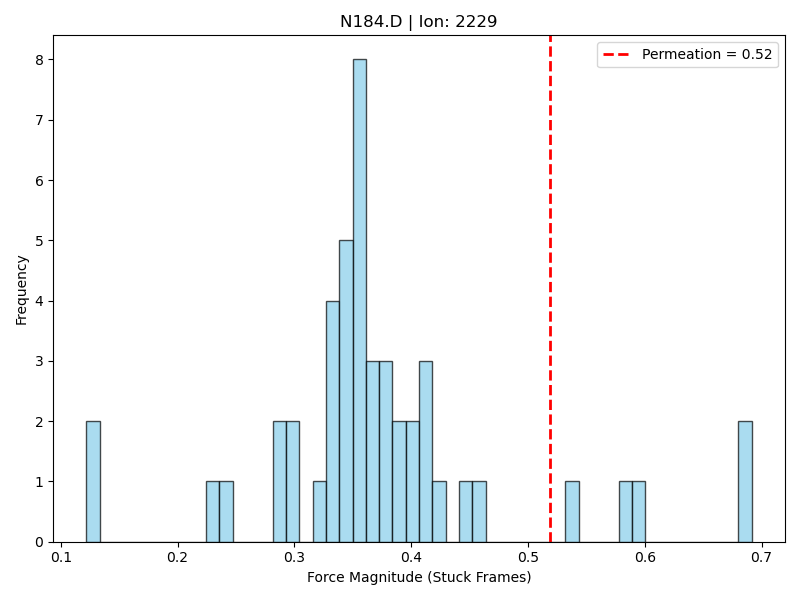 N184.D | Ion: 2229
Permeation = 0.52
Frequency
8
7
6
5
4
3
2
1
0
0.1 0.2 0.3 0.4 0.5 0.6 0.7
Force Magnitude (Stuck Frames)